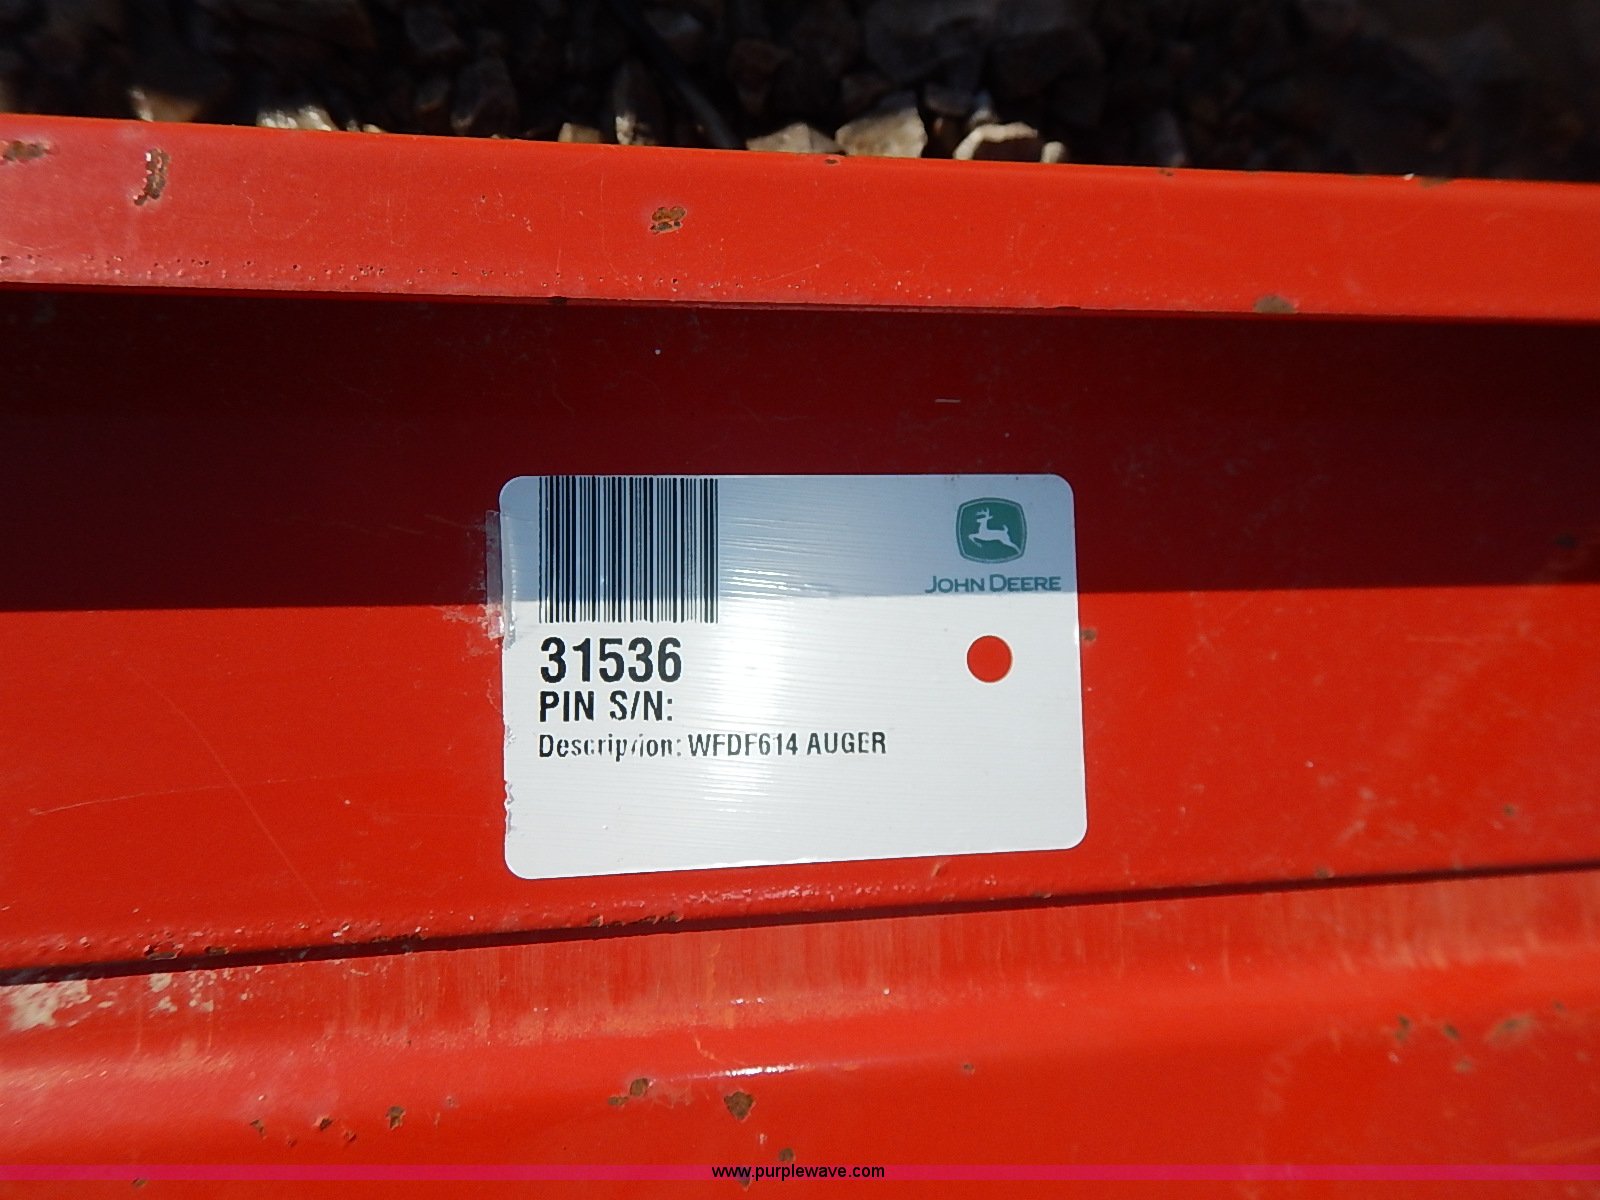 JOHN DEERE
31536
PIN S/N:
Description: WFDF614 AUGER
www.purplewave.com